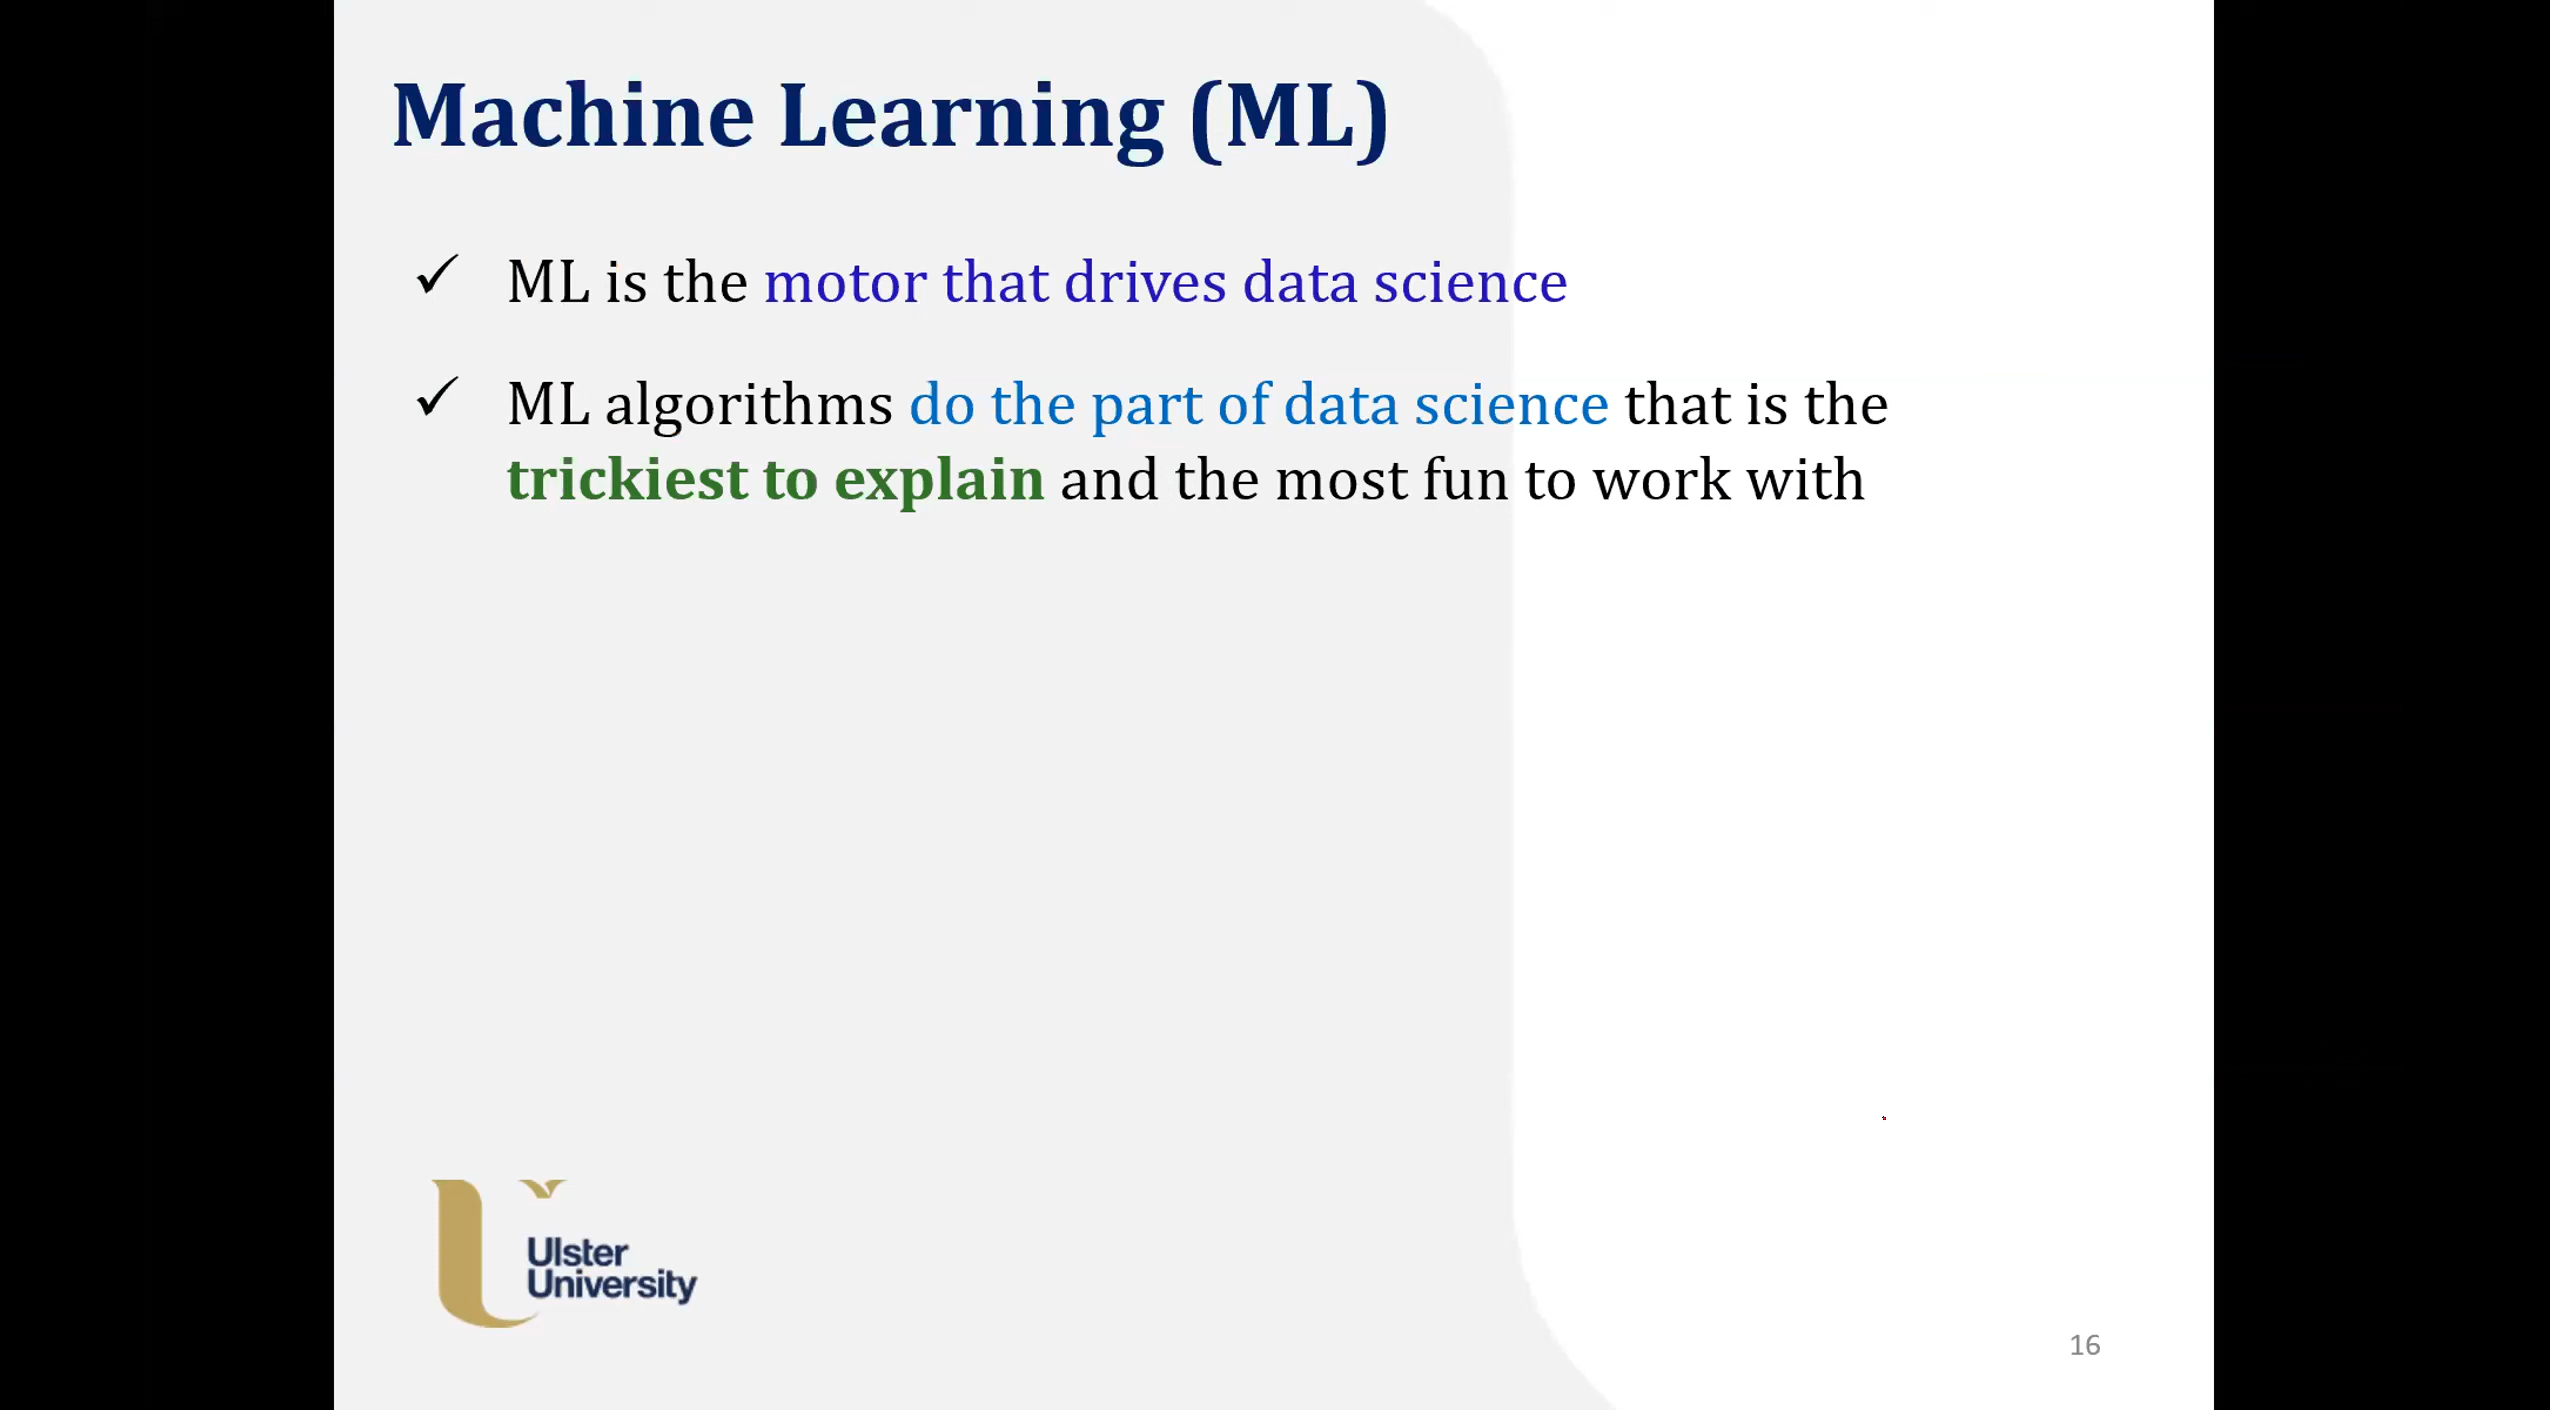 Machine Learning (ML)
✓ ML is the motor that drives data science
✓ ML algorithms do the part of data science that is the
trickiest to explain and the most fun to work with
Ulster
University
16